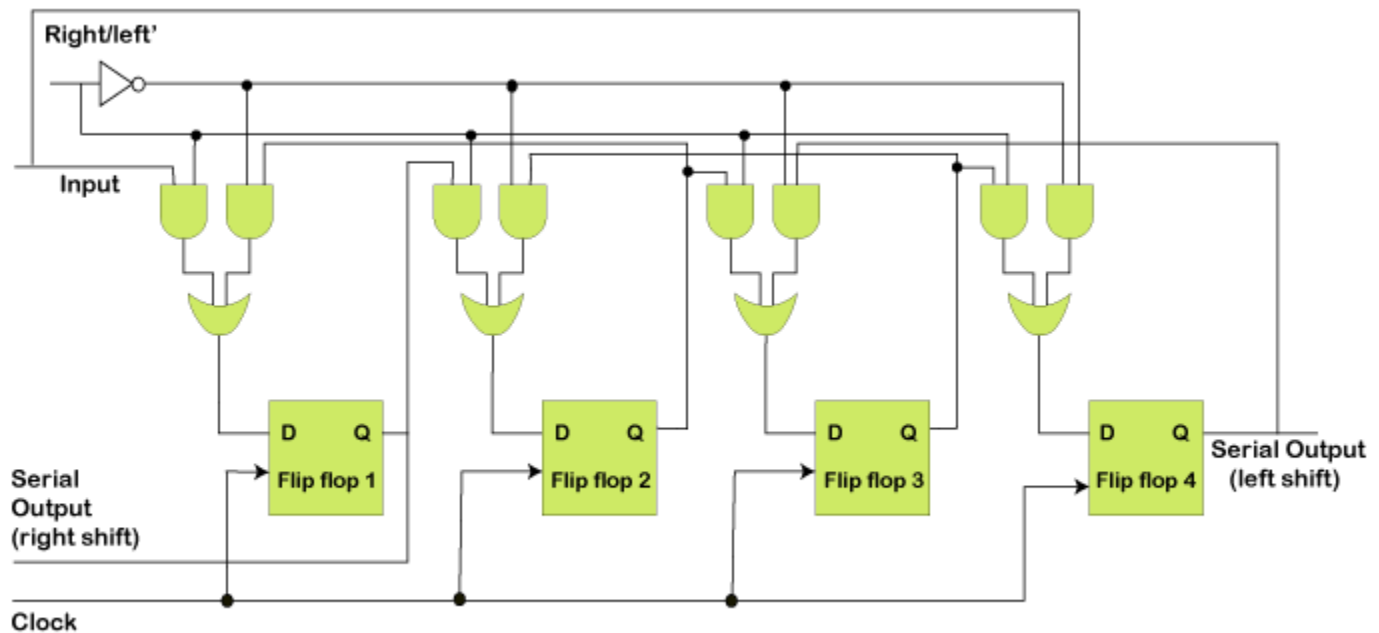 Right/left’
Input
D Q
Flip flop 1
D Q
Flip flop 2
D Q
Flip flop 3
D Q
Flip flop 4
Serial Output
(left shift)
Serial
Output
(right shift)
Clock